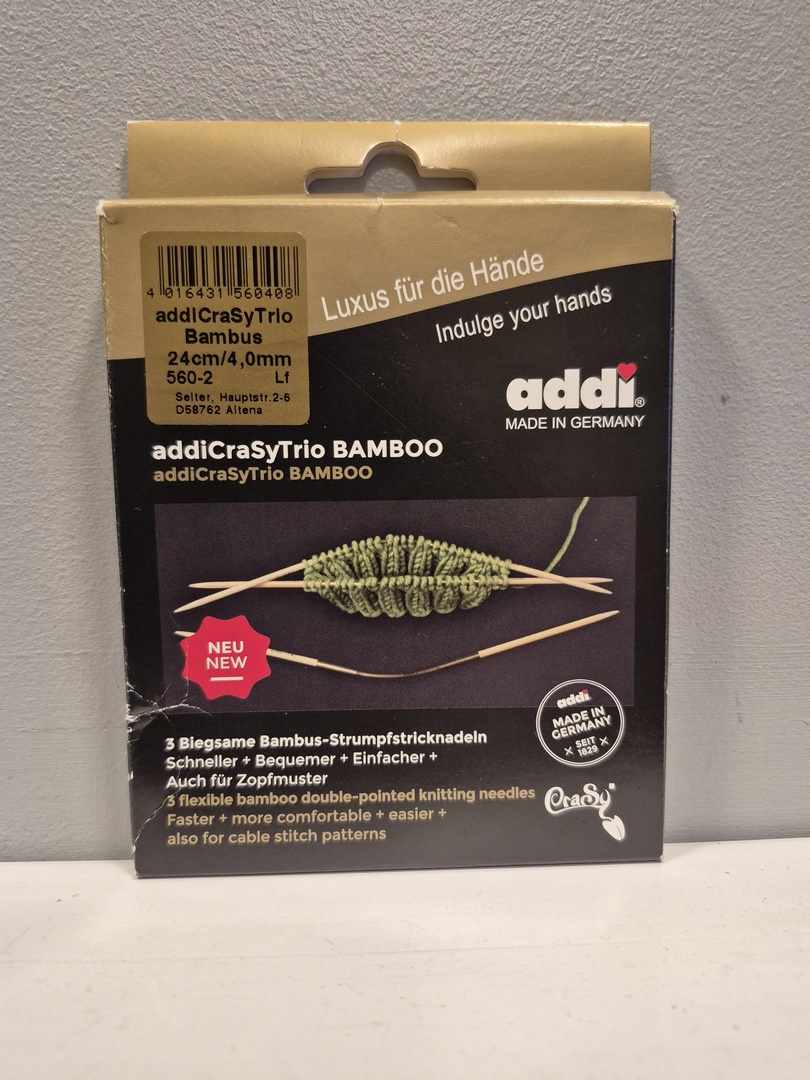 4 016431 560408
addiCraSyTrio
Bambus
24cm/4,0mm
560-2 Lf
Selter, Hauptstr.2-6
D58762 Altena
Luxus für die Hände
Indulge your hands
addi®
MADE IN GERMANY
addiCraSyTrio BAMBOO
addiCraSyTrio BAMBOO
NEU
NEW
addi
MADE IN
GERMANY
SEIT
1829
3 Biegsame Bambus-Strumpfstricknadeln
Schneller + Bequemer + Einfacher +
Auch für Zopfmuster
3 flexible bamboo double-pointed knitting needles
Faster + more comfortable + easier +
also for cable stitch patterns
CraSy